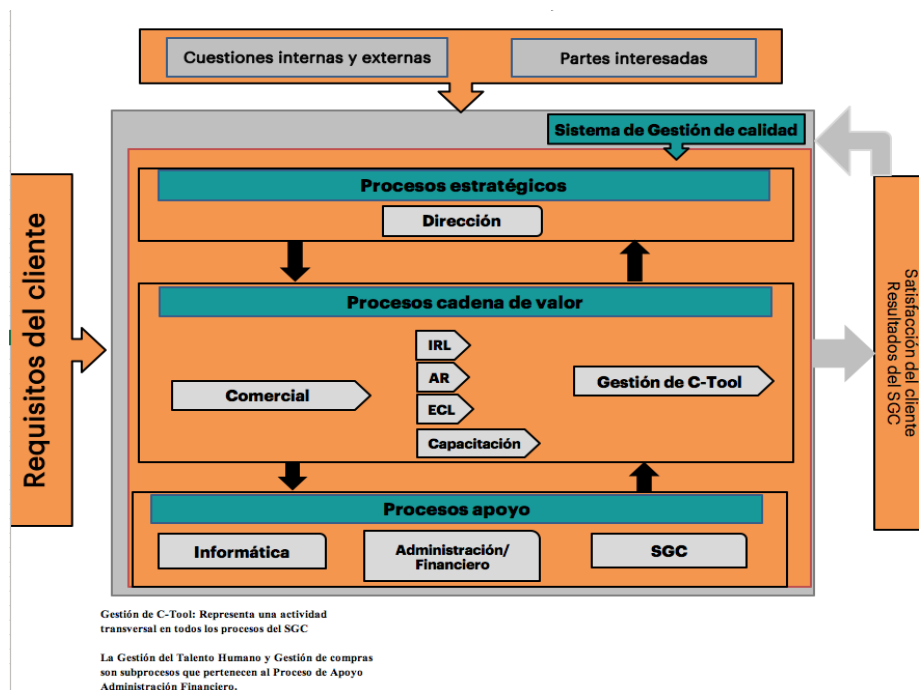 Cuestiones internas y externas
Partes interesadas
Sistema de Gestión de calidad
Requisitos del cliente
Procesos estratégicos
Dirección
Procesos cadena de valor
Comercial
IRL
AR
ECL
Capacitación
Gestión de C-Tool
Procesos apoyo
Informática
Administración/
Financiero
SGC
Satisfacción del cliente
Resultados del SGC
Gestión de C-Tool: Representa una actividad
transversal en todos los procesos del SGC
La Gestión del Talento Humano y Gestión de compras
son subprocesos que pertenecen al Proceso de Apoyo
Administración Financiero.